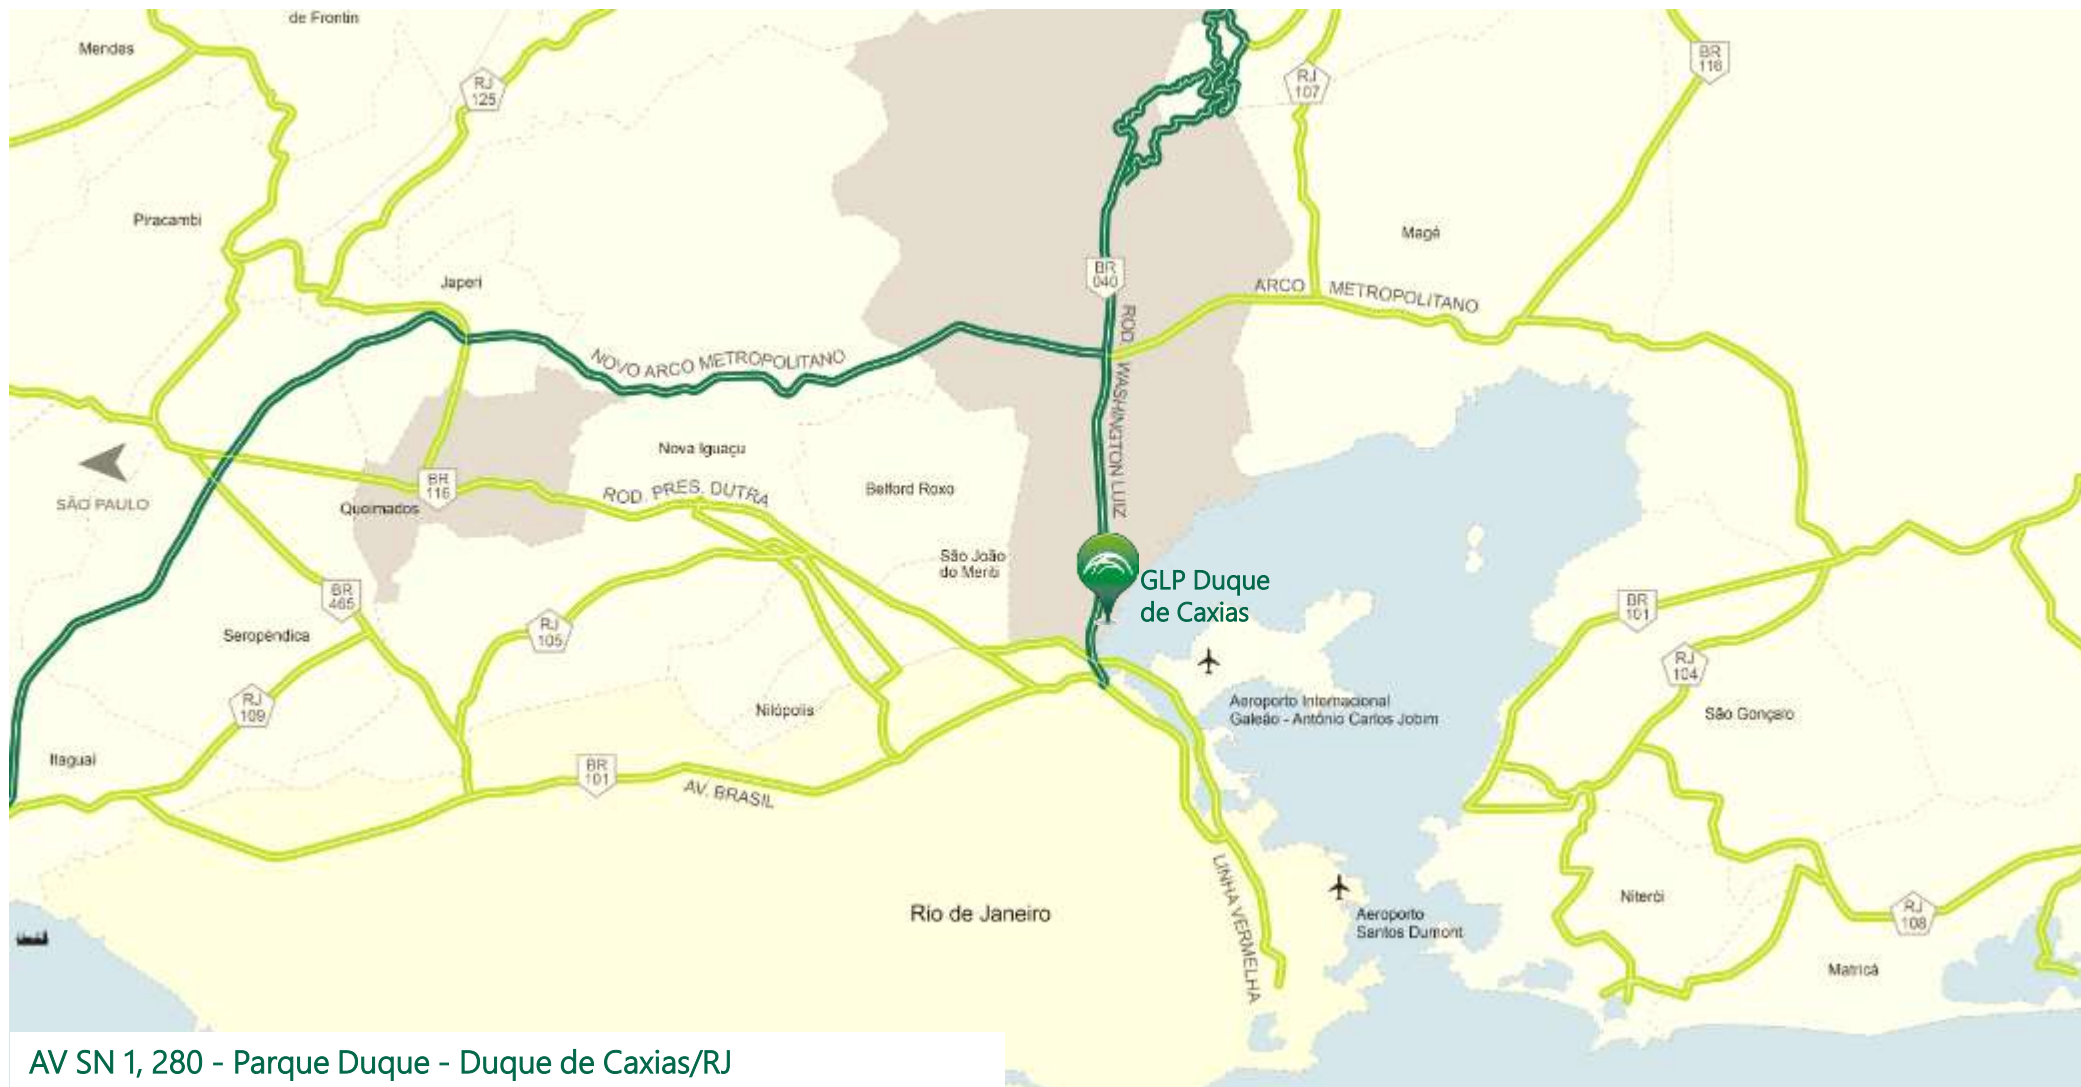 de Frontin
Mendes
RJ
125
RJ
107
BR
116
Piracambi
Magé
Japeri
BR
040
ARCO METROPOLITANO
ROD. WASHINGTON LUIZ
NOVO ARCO METROPOLITANO
Nova Iguaçu
SÃO PAULO
BR
116
Queimados
ROD. PRES. DUTRA
Belford Roxo
São João
do Meriti
GLP Duque
de Caxias
BR
465
RJ
105
BR
101
Seropédica
RJ
109
RJ
104
Nilópolis
Aeroporto Internacional
Galeão - Antônio Carlos Jobim
São Gonçalo
Itaguaí
BR
101
AV. BRASIL
LINHA VERMELHA
Rio de Janeiro
Aeroporto
Santos Dumont
Niterói
RJ
108
Matricá
AV SN 1, 280 - Parque Duque - Duque de Caxias/RJ